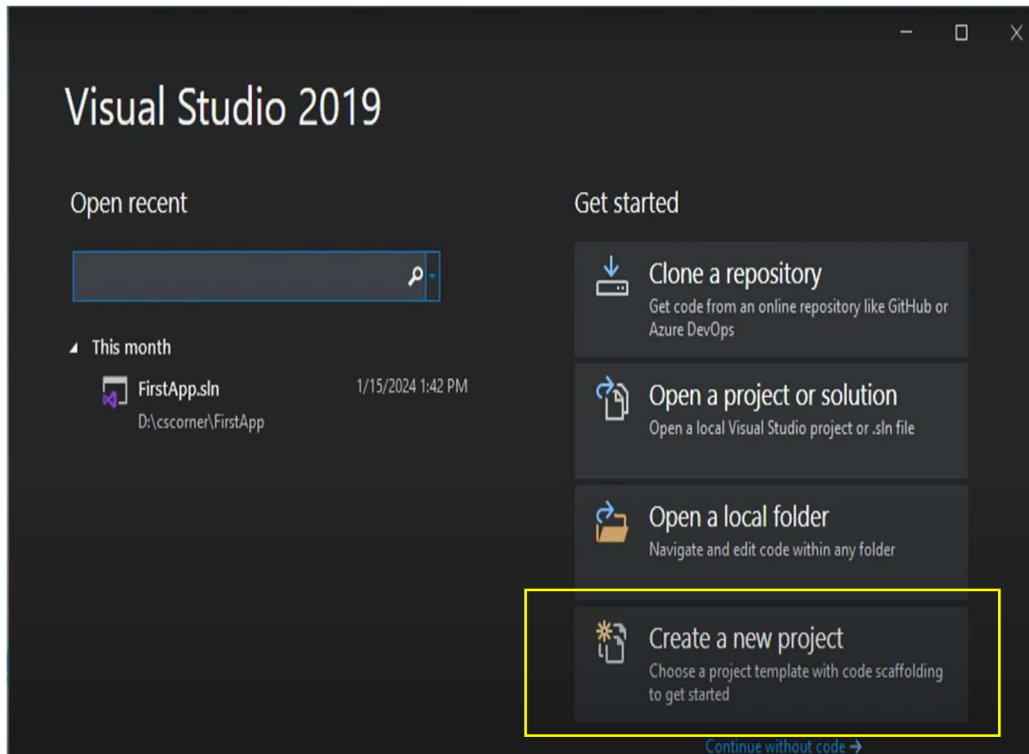 Visual Studio 2019
Open recent
This month
FirstApp.sln
1/15/2024 1:42 PM
D:\cscorner\FirstApp
Get started
Clone a repository
Get code from an online repository like GitHub or
Azure DevOps
Open a project or solution
Open a local Visual Studio project or .sln file
Open a local folder
Navigate and edit code within any folder
Create a new project
Choose a project template with code scaffolding
to get started
Continue without code →